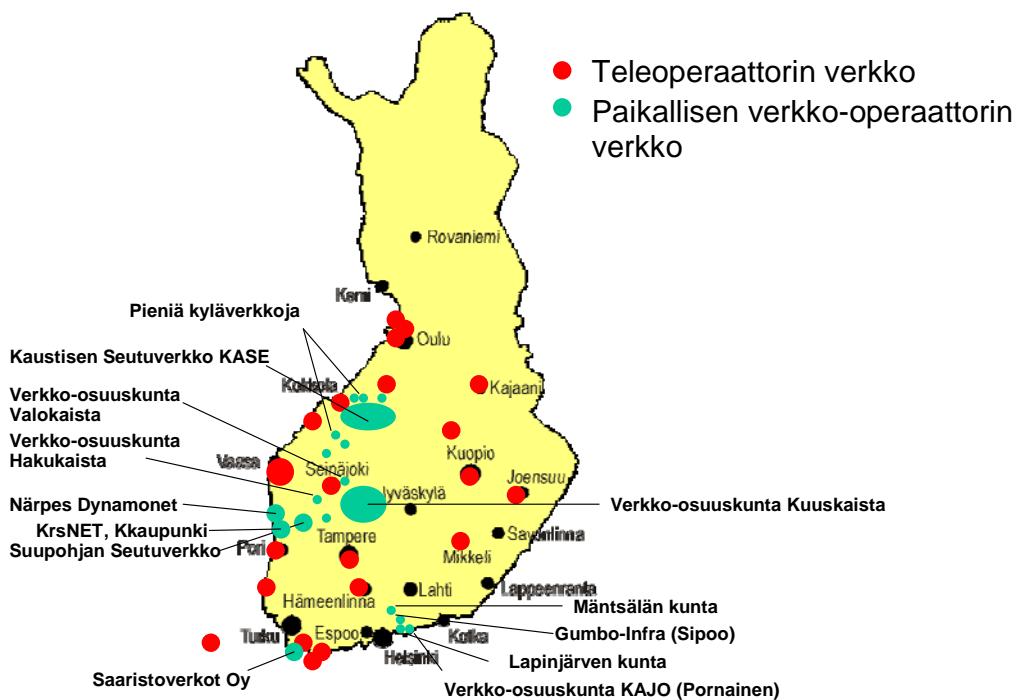 Teleoperaattorin verkko
Paikallisen verkko-operaattorin
verkko
Rovaniemi
Kemi
Pieniä kyläverkkoja
Oulu
Kaustisen Seutuverkko KASE
Kokkola
Kajaani
Verkko-osuuskunta
Valokaista
Verkko-osuuskunta
Hakukaista
Vaasa
Seinäjoki
Kuopio
Joensuu
Jyväskylä
Verkko-osuuskunta Kuuskaista
Närpes Dynamonet
KrsNET, Kkaupunki
Suupohjan Seutuverkko
Pori
Tampere
Savonlinna
Mikkeli
Hämeenlinna
Lahti
Lappeenranta
Mäntsälän kunta
Turku
Espoo
Helsinki
Kotka
Gumbo-Infra (Sipoo)
Lapinjärven kunta
Saaristoverkot Oy
Verkko-osuuskunta KAJO (Pornainen)